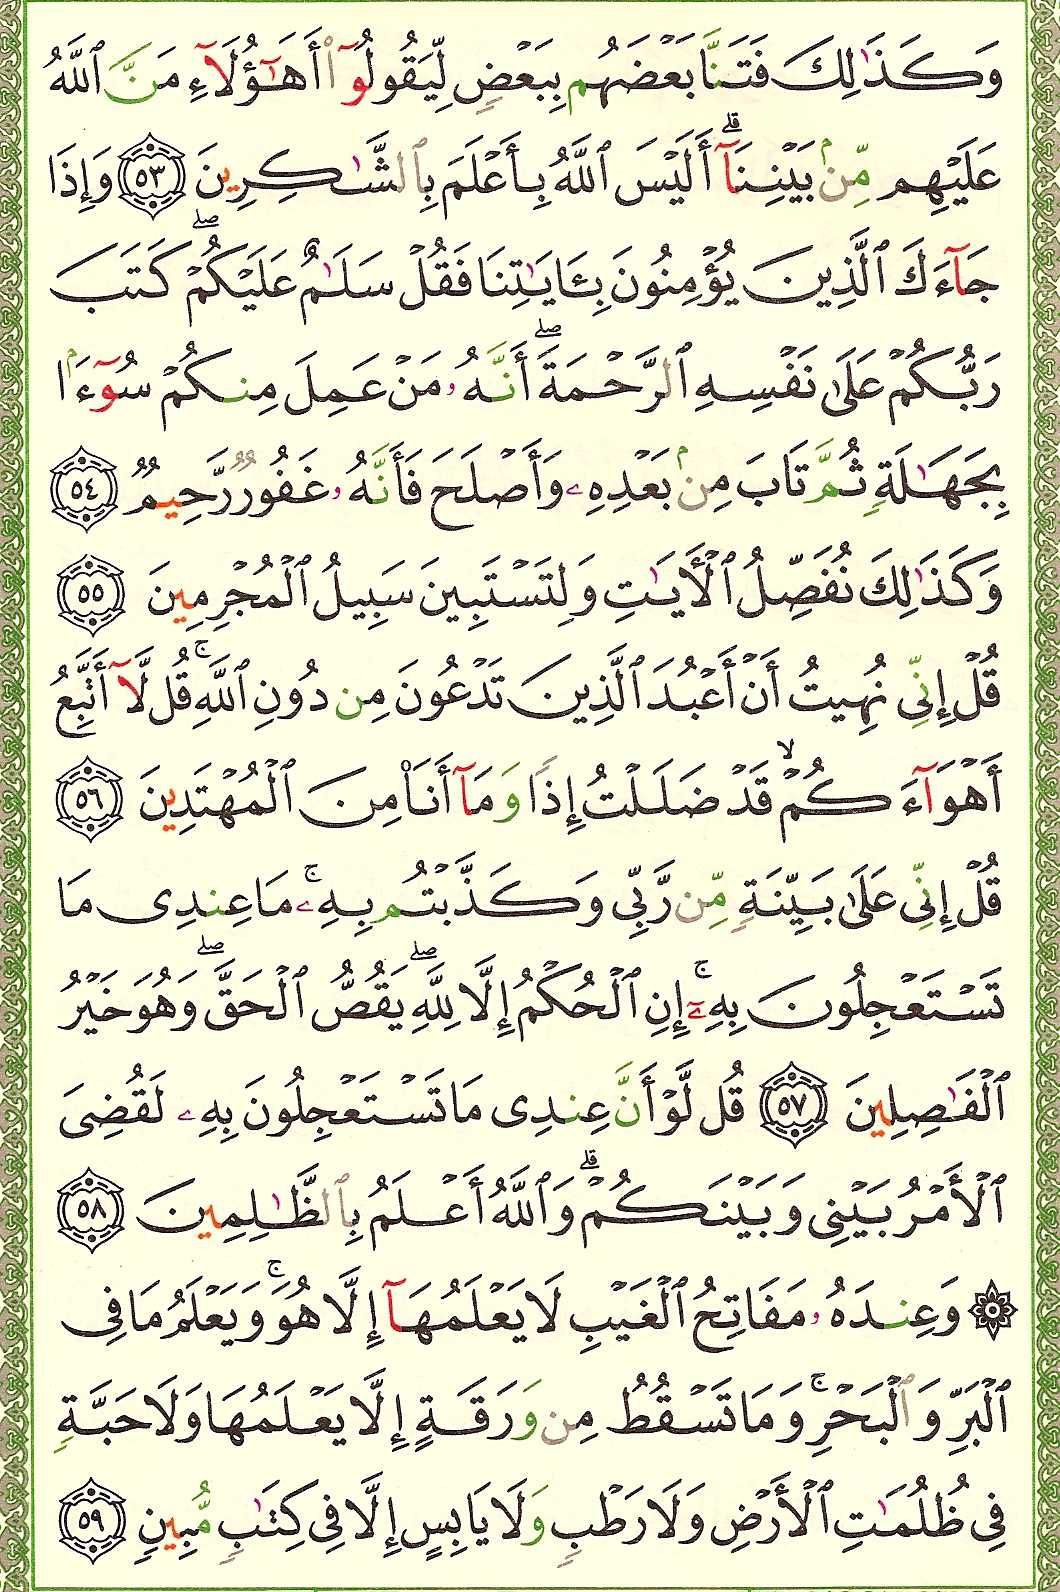 وَكَذَٰلِكَ فَتَنَّا بَعْضَهُم بِبَعْضٍ لِّيَقُولُوٓا۟ أَهَٰٓؤُلَآءِ مَنَّ ٱللَّهُ
عَلَيْهِم مِّنۢ بَيْنِنَآ ۗ أَلَيْسَ ٱللَّهُ بِأَعْلَمَ بِٱلشَّٰكِرِينَ ﴿٥٣﴾ وَإِذَا
جَآءَكَ ٱلَّذِينَ يُؤْمِنُونَ بِـَٔايَٰتِنَا فَقُلْ سَلَٰمٌ عَلَيْكُمْ ۖ كَتَبَ
رَبُّكُمْ عَلَىٰ نَفْسِهِ ٱلرَّحْمَةَ ۖ أَنَّهُۥ مَنْ عَمِلَ مِنكُمْ سُوٓءًۢا
بِجَهَٰلَةٍ ثُمَّ تَابَ مِنۢ بَعْدِهِۦ وَأَصْلَحَ فَأَنَّهُۥ غَفُورٌ رَّحِيمٌ ﴿٥٤﴾
وَكَذَٰلِكَ نُفَصِّلُ ٱلْـَٔايَٰتِ وَلِتَسْتَبِينَ سَبِيلُ ٱلْمُجْرِمِينَ ﴿٥٥﴾
قُلْ إِنِّى نُهِيتُ أَنْ أَعْبُدَ ٱلَّذِينَ تَدْعُونَ مِن دُونِ ٱللَّهِ ۚ قُل لَّآ أَتَّبِعُ
أَهْوَآءَكُمْ ۙ قَدْ ضَلَلْتُ إِذًا وَمَآ أَنَا۠ مِنَ ٱلْمُهْتَدِينَ ﴿٥٦﴾
قُلْ إِنِّى عَلَىٰ بَيِّنَةٍ مِّن رَّبِّى وَكَذَّبْتُم بِهِۦ ۚ مَا عِندِى مَا
تَسْتَعْجِلُونَ بِهِۦٓ ۚ إِنِ ٱلْحُكْمُ إِلَّا لِلَّهِ ۖ يَقُصُّ ٱلْحَقَّ ۖ وَهُوَ خَيْرُ
ٱلْفَٰصِلِينَ ﴿٥٧﴾ قُل لَّوْ أَنَّ عِندِى مَا تَسْتَعْجِلُونَ بِهِۦ لَقُضِىَ
ٱلْأَمْرُ بَيْنِى وَبَيْنَكُمْ ۗ وَٱللَّهُ أَعْلَمُ بِٱلظَّٰلِمِينَ ﴿٥٨﴾
۞ وَعِندَهُۥ مَفَاتِحُ ٱلْغَيْبِ لَا يَعْلَمُهَآ إِلَّا هُوَ ۚ وَيَعْلَمُ مَا فِى
ٱلْبَرِّ وَٱلْبَحْرِ ۚ وَمَا تَسْقُطُ مِن وَرَقَةٍ إِلَّا يَعْلَمُهَا وَلَا حَبَّةٍ
فِى ظُلُمَٰتِ ٱلْأَرْضِ وَلَا رَطْبٍ وَلَا يَابِسٍ إِلَّا فِى كِتَٰبٍ مُّبِينٍ ﴿٥٩﴾